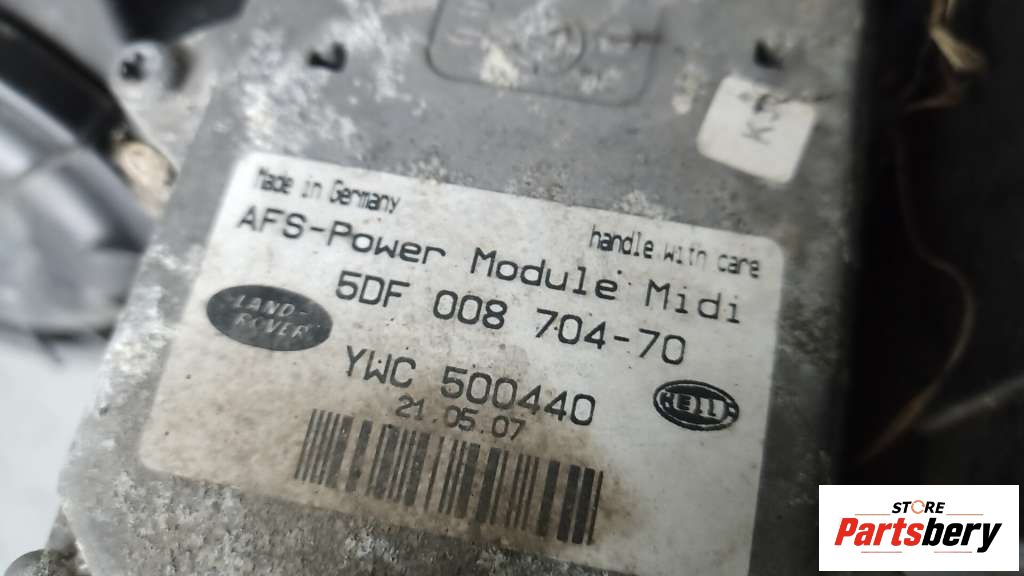 Made in Germany
handle with care
AFS-Power Module Midi
5DF 008 704-70
LAND-
ROVER
YWC 500440
HELLA
21.05.07
STORE
Partsbery